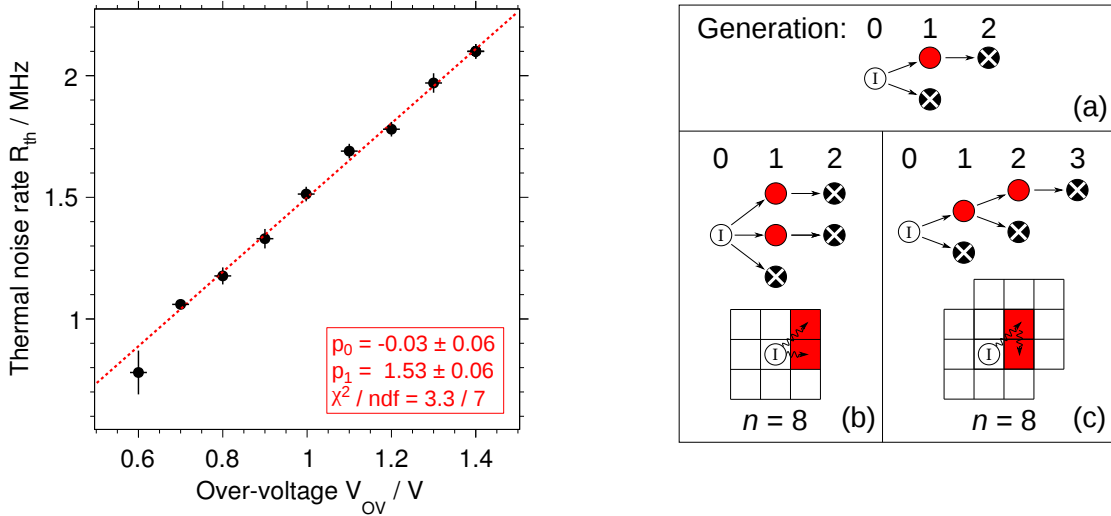 Thermal noise rate R_th / MHz
2
1.5
1
p_0 = -0.03 ± 0.06
p_1 = 1.53 ± 0.06
χ² / ndf = 3.3 / 7
0.6 0.8 1 1.2 1.4
Over-voltage V_OV / V
Generation: 0 1 2
I
(a)
0 1 2
I
I
n = 8 (b)
0 1 2 3
I
I
n = 8 (c)